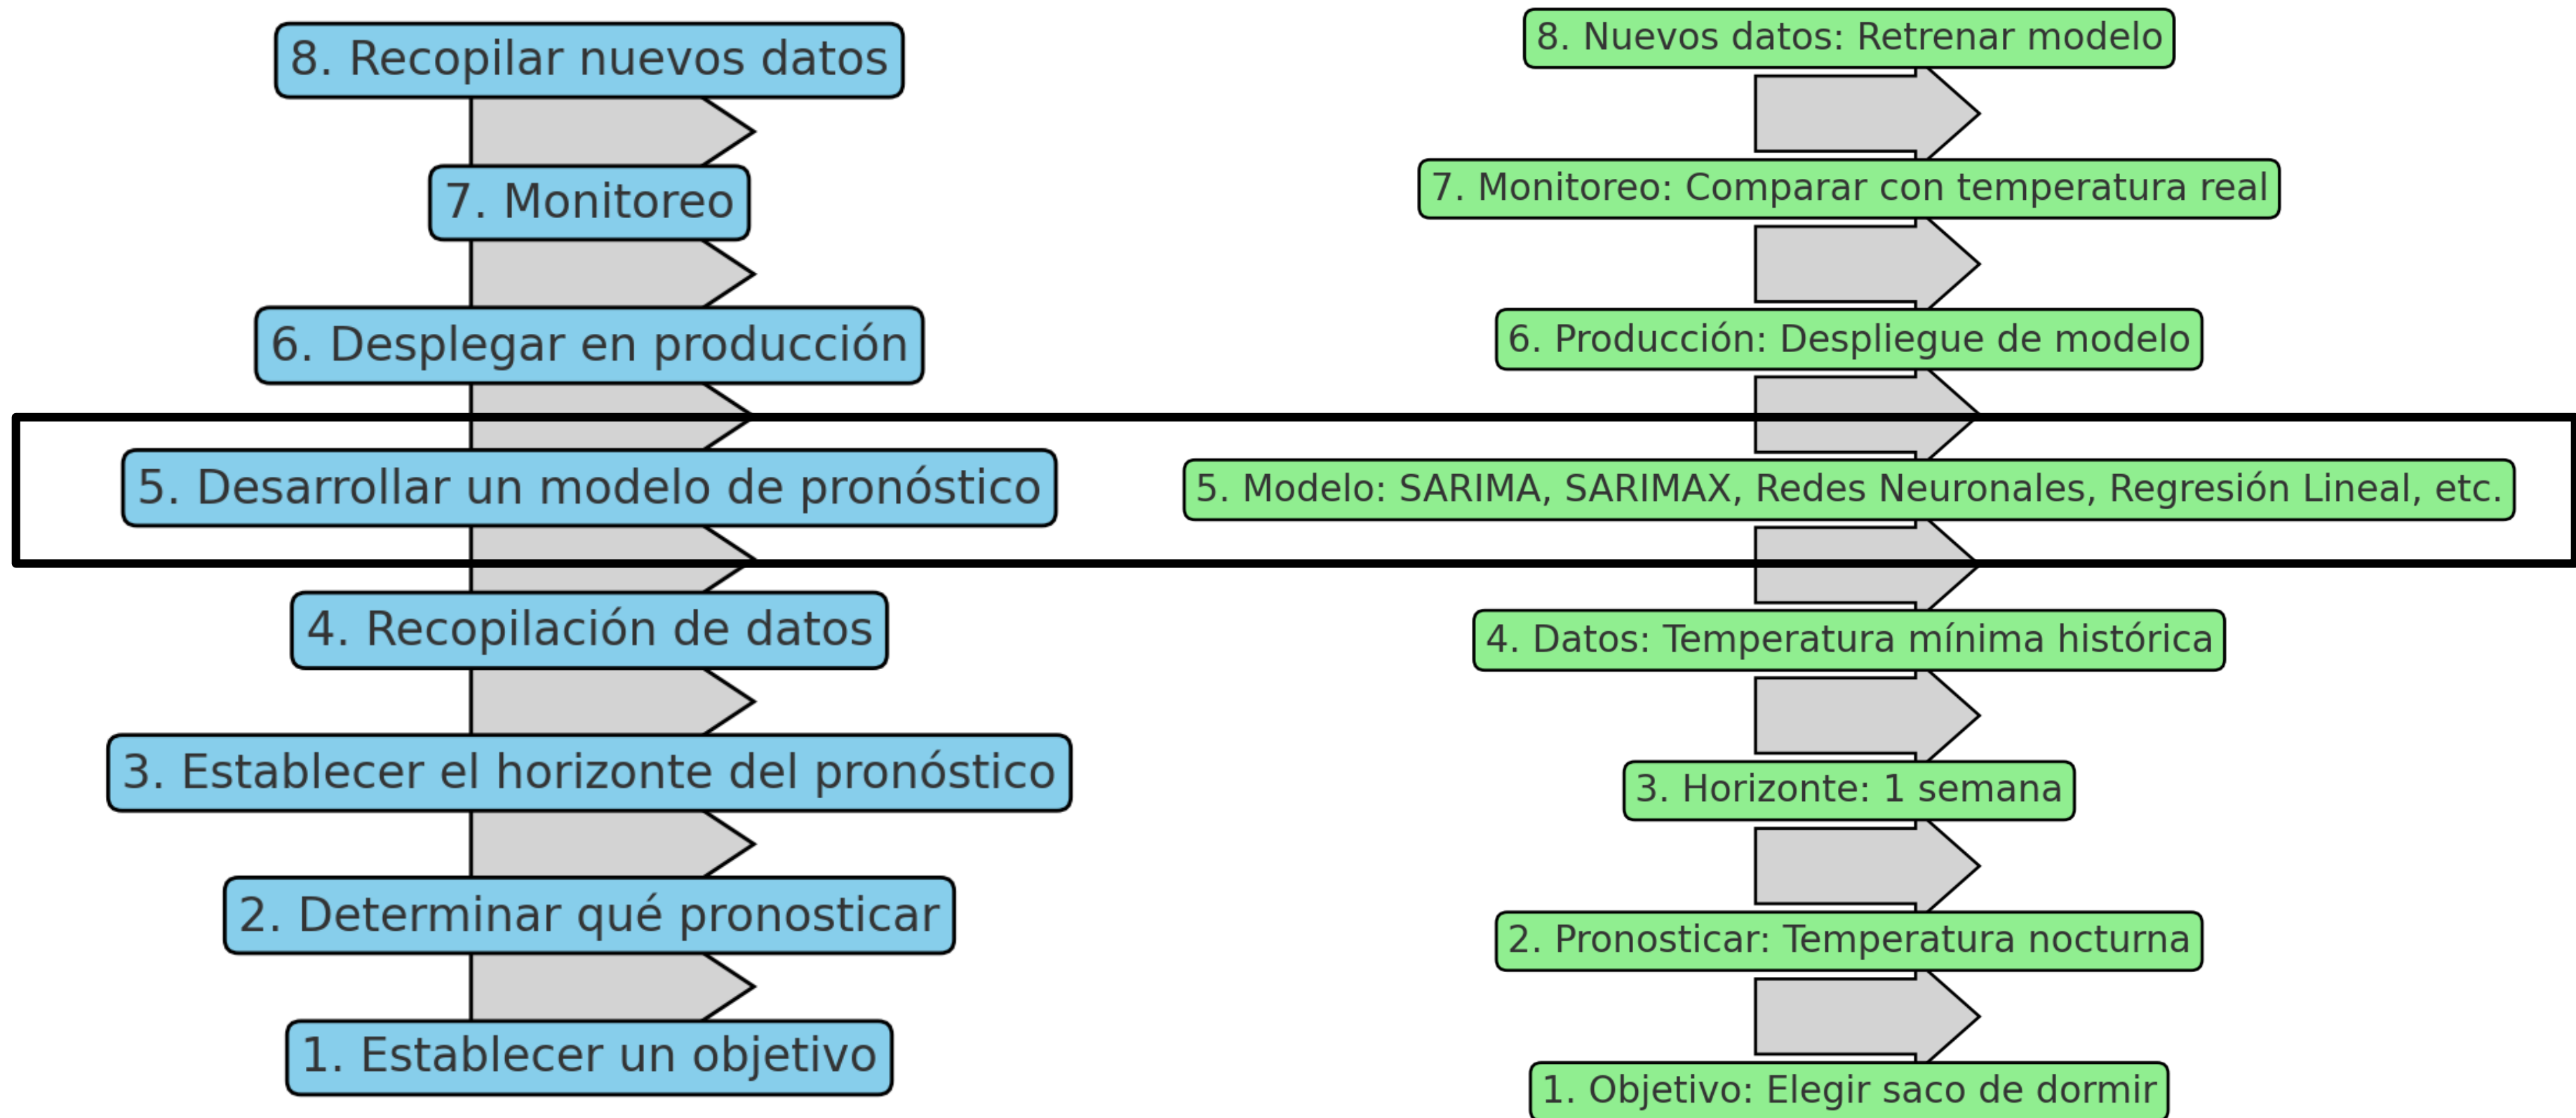 8. Recopilar nuevos datos
7. Monitoreo
6. Desplegar en producción
5. Desarrollar un modelo de pronóstico
4. Recopilación de datos
3. Establecer el horizonte del pronóstico
2. Determinar qué pronosticar
1. Establecer un objetivo
8. Nuevos datos: Retrenar modelo
7. Monitoreo: Comparar con temperatura real
6. Producción: Despliegue de modelo
5. Modelo: SARIMA, SARIMAX, Redes Neuronales, Regresión Lineal, etc.
4. Datos: Temperatura mínima histórica
3. Horizonte: 1 semana
2. Pronosticar: Temperatura nocturna
1. Objetivo: Elegir saco de dormir